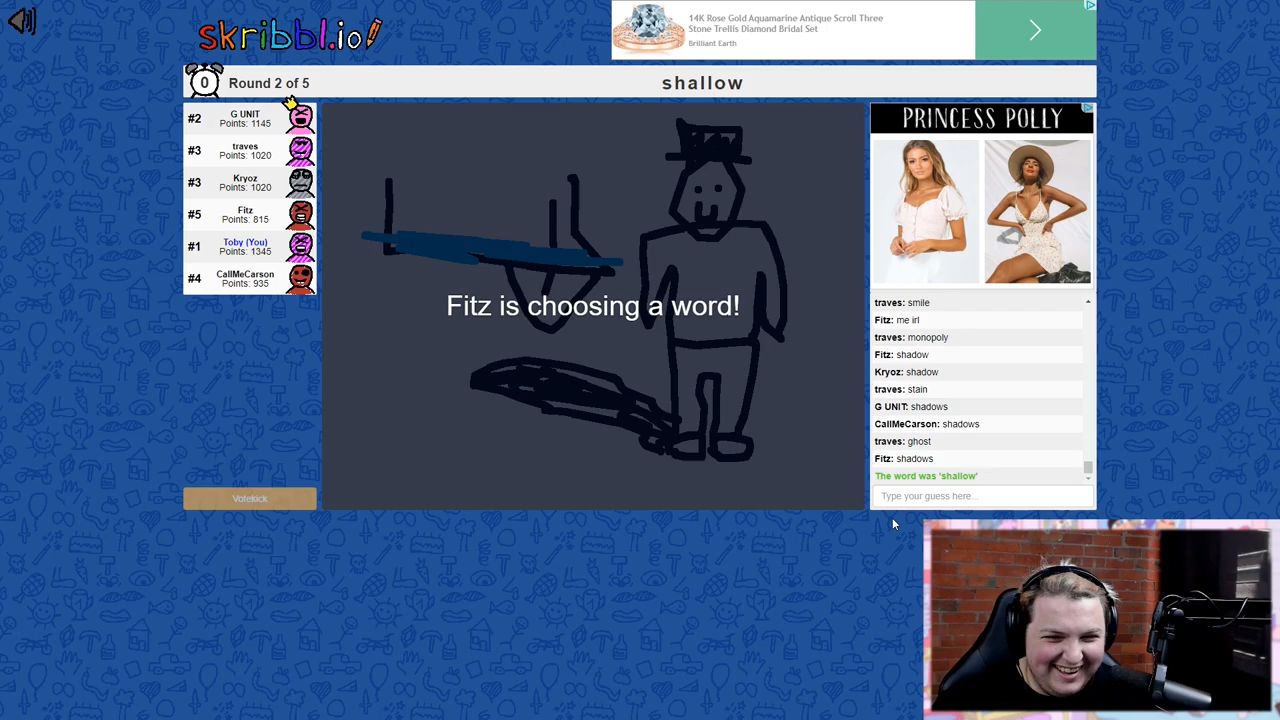 skribbl.io
14K Rose Gold Aquamarine Antique Scroll Three
Stone Trellis Diamond Bridal Set
Brilliant Earth
0
Round 2 of 5
shallow
#2
G UNIT
Points: 1145
#3
traves
Points: 1020
#3
Kryoz
Points: 1020
#5
Fitz
Points: 815
#1
Toby (You)
Points: 1345
#4
CallMeCarson
Points: 935
Votekick
Fitz is choosing a word!
PRINCESS POLLY
traves: smile
Fitz: me irl
traves: monopoly
Fitz: shadow
Kryoz: shadow
traves: stain
G UNIT: shadows
CallMeCarson: shadows
traves: ghost
Fitz: shadows
The word was 'shallow'
Type your guess here...